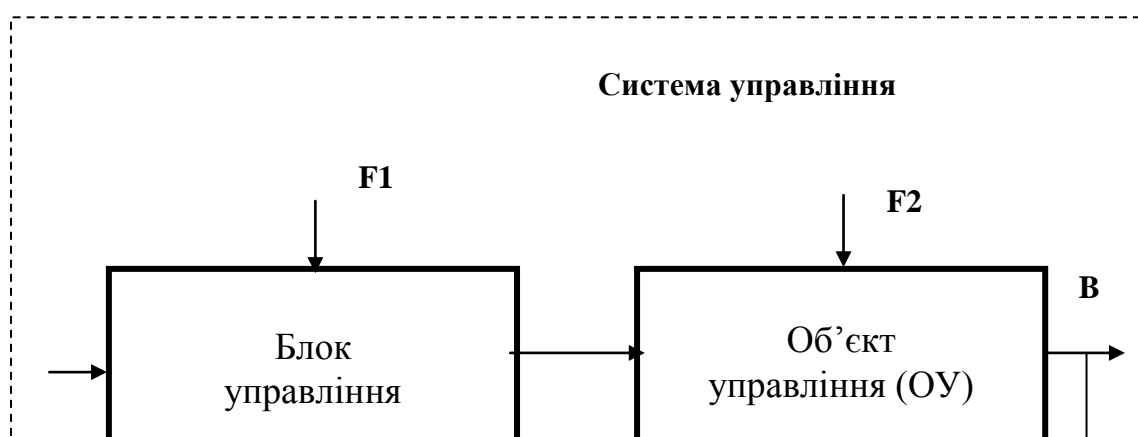 Система управління
F1
F2
В
Блок
управління
Об’єкт
управління (ОУ)